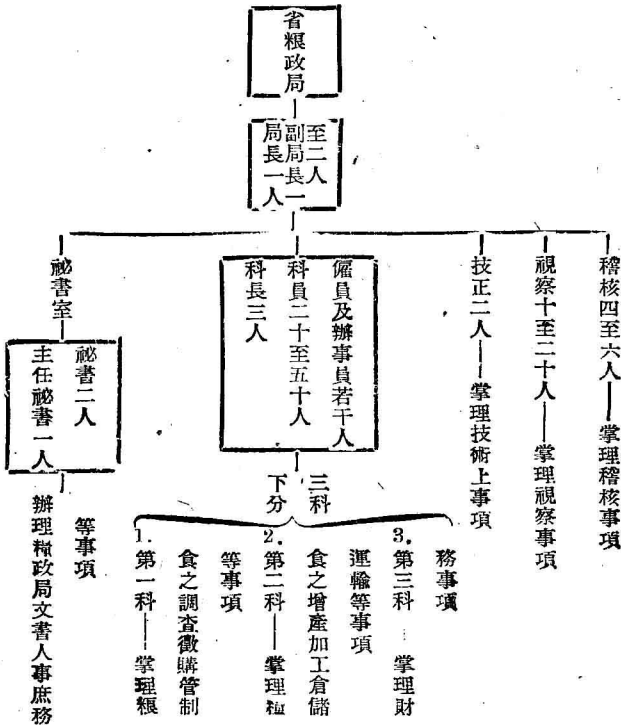 省粮政局
局長一人
副局長一
至二人
祕書室
主任祕書一人
祕書二人
辦理糧政局文書人事庶務
等事項
科長三人
科員二十至五十人
僱員及辦事員若干人
下分
三科
1.第一科——掌理粮
食之調查徵購管制
等事項
2.第二科——掌理糧
食之增產加工倉儲
運輸等事項
3.第三科——掌理財
務事項
技正二人——掌理技術上事項
視察十至二十人——掌理視察事項
稽核四至六人——掌理稽核事項